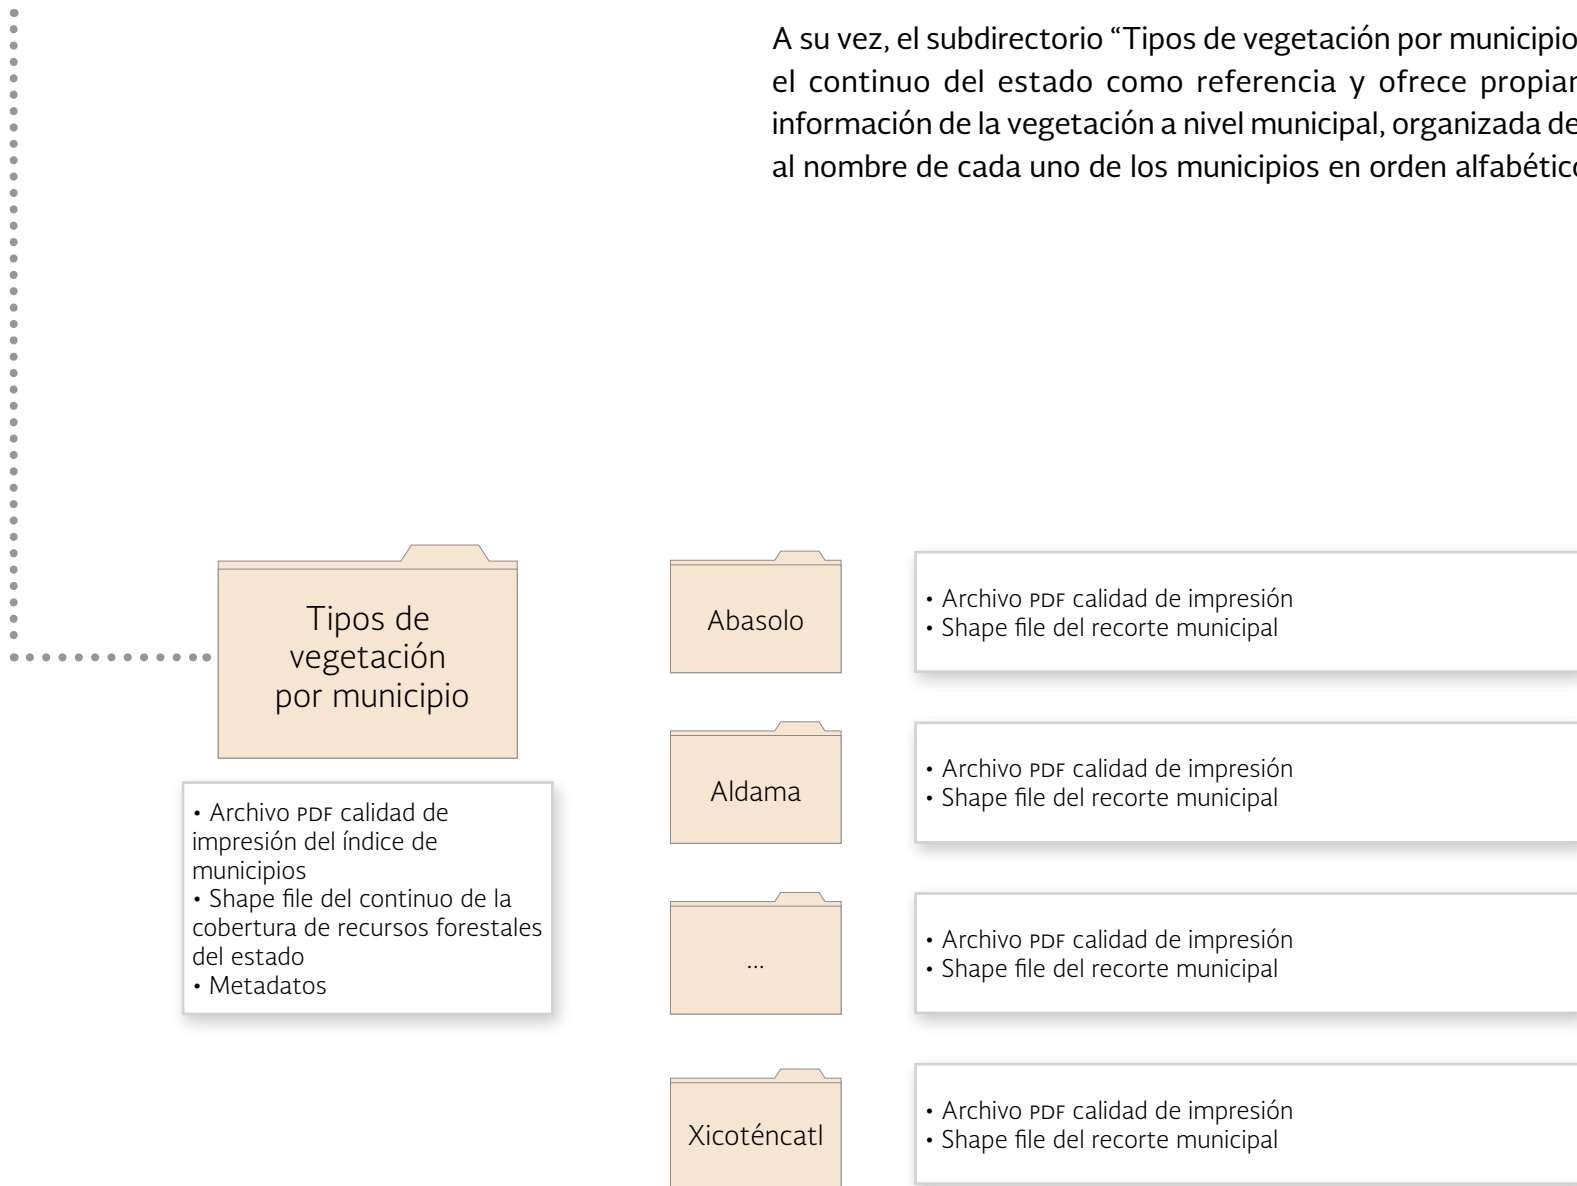 A su vez, el subdirectorio “Tipos de vegetación por municipio
el continuo del estado como referencia y ofrece
información de la vegetación a nivel municipal, organizada
al nombre de cada uno de los municipios en orden alfabético
Tipos de
vegetación
por municipio
• Archivo PDF calidad de
impresión del índice de
municipios
• Shape file del continuo de la
cobertura de recursos forestales
del estado
• Metadatos
Abasolo
• Archivo PDF calidad de impresión
• Shape file del recorte municipal
Aldama
• Archivo PDF calidad de impresión
• Shape file del recorte municipal
...
• Archivo PDF calidad de impresión
• Shape file del recorte municipal
Xicoténcatl
• Archivo PDF calidad de impresión
• Shape file del recorte municipal